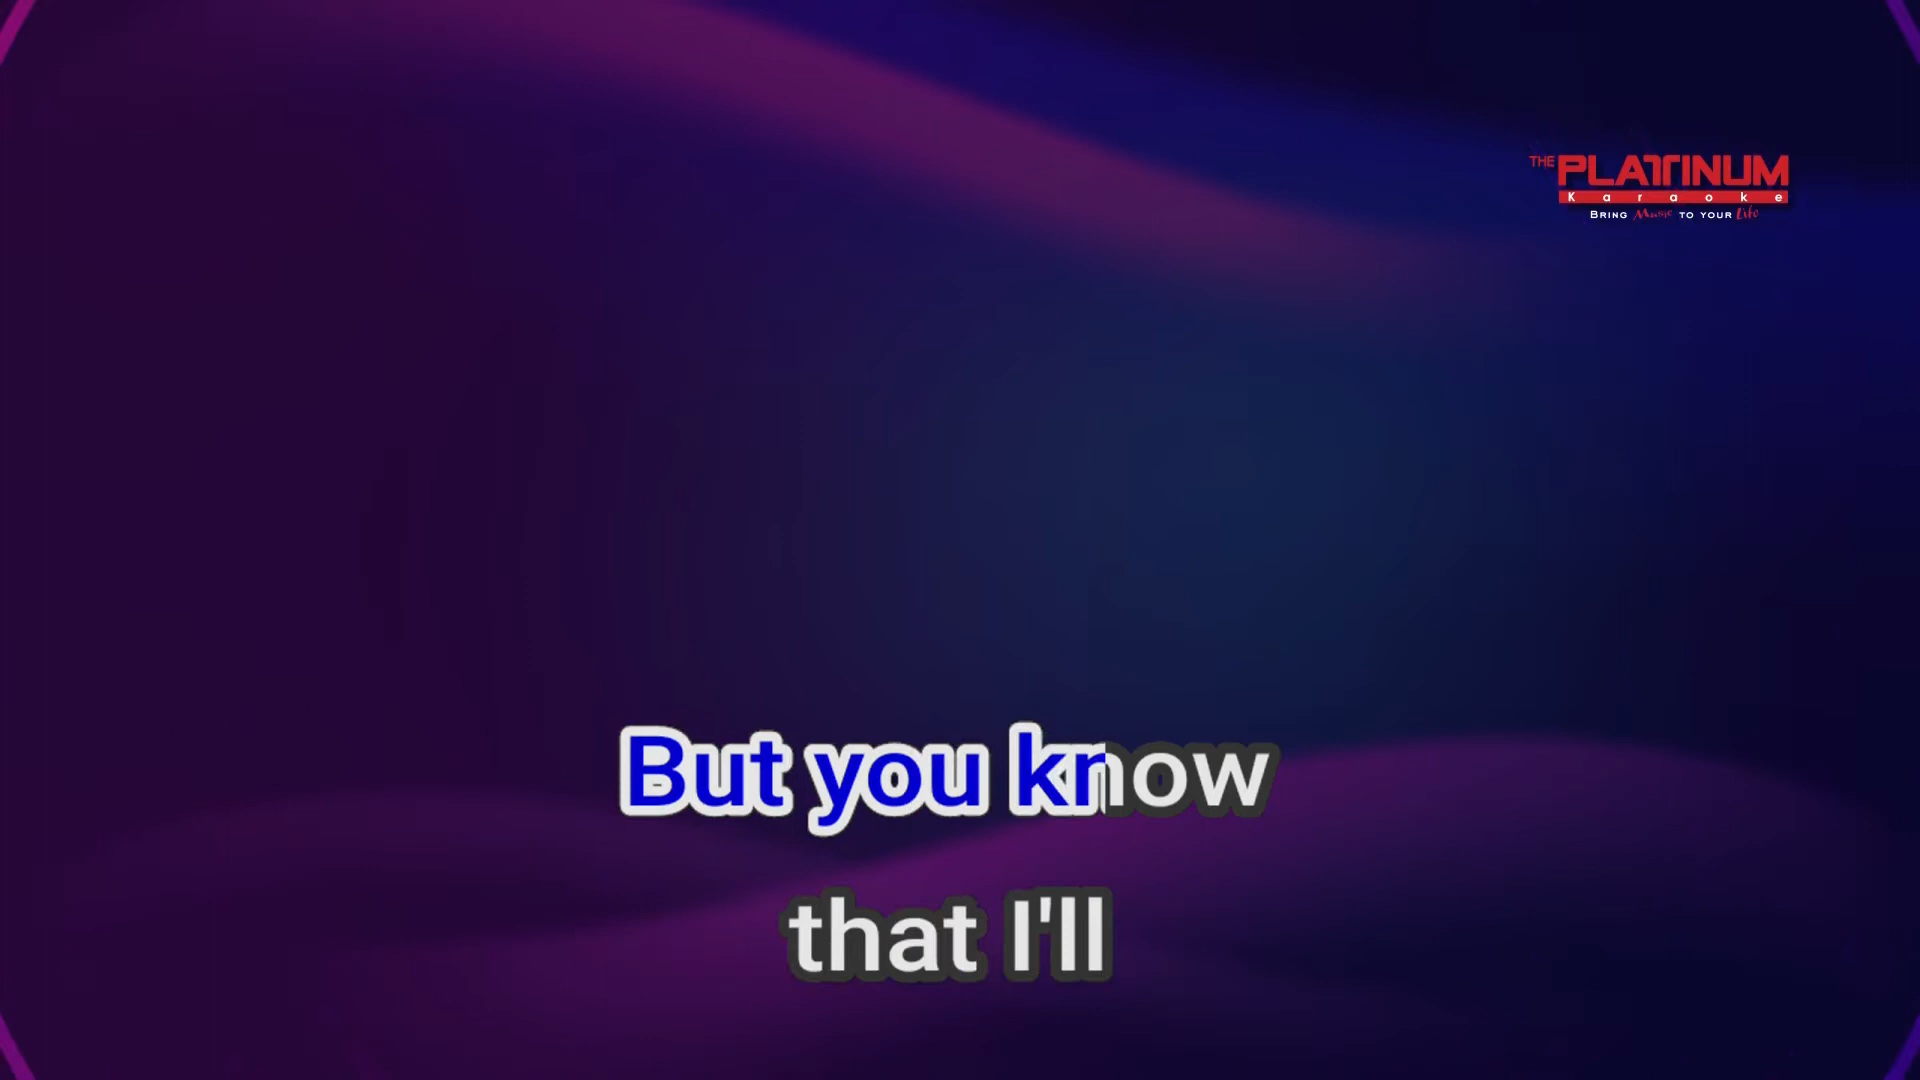 THE PLATINUM
Karaoke
BRING Music TO YOUR Life
But you know
that I'll